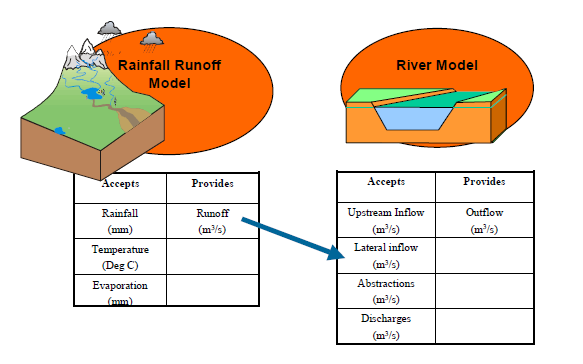 Rainfall Runoff
Model
River Model
Accepts Provides
Rainfall
(mm)
Runoff
(m³/s)
Temperature
(Deg C)
Evaporation
(mm)
Accepts Provides
Upstream Inflow
(m³/s)
Outflow
(m³/s)
Lateral inflow
(m³/s)
Abstractions
(m³/s)
Discharges
(m³/s)